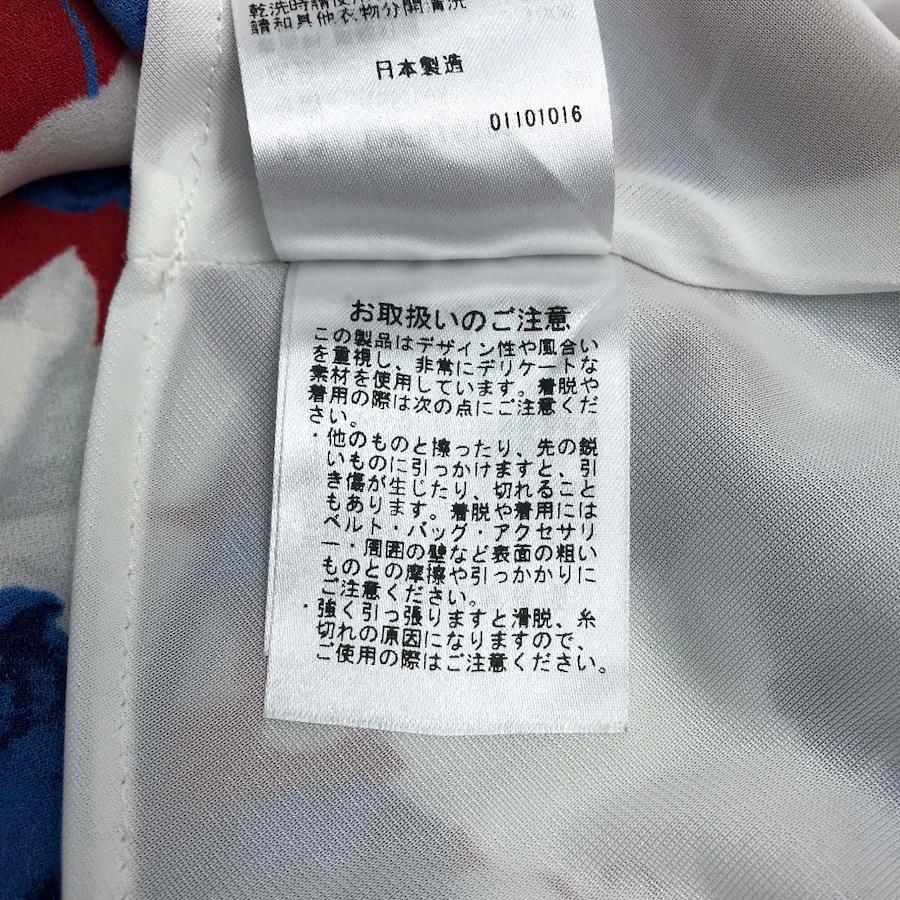 乾洗時請使用
請和其他衣物分開清洗
日本製造
01101016
お取扱いのご注意
この製品はデザイン性や風合い
を重視し、非常にデリケートな
素材を使用しています。着脱や
着用の際は次の点にご注意くだ
さい。
・他のものと擦ったり、先の鋭
いものに引っかけますと、引
き傷が生じたり、切れること
もあります。着脱や着用には
ベルト・バッグ・アクセサリ
ー・周囲の壁など表面の粗い
ものとの摩擦や引っかかりに
ご注意ください。
・強く引っ張りますと滑脱、糸
切れの原因になりますので、
ご使用の際はご注意ください。